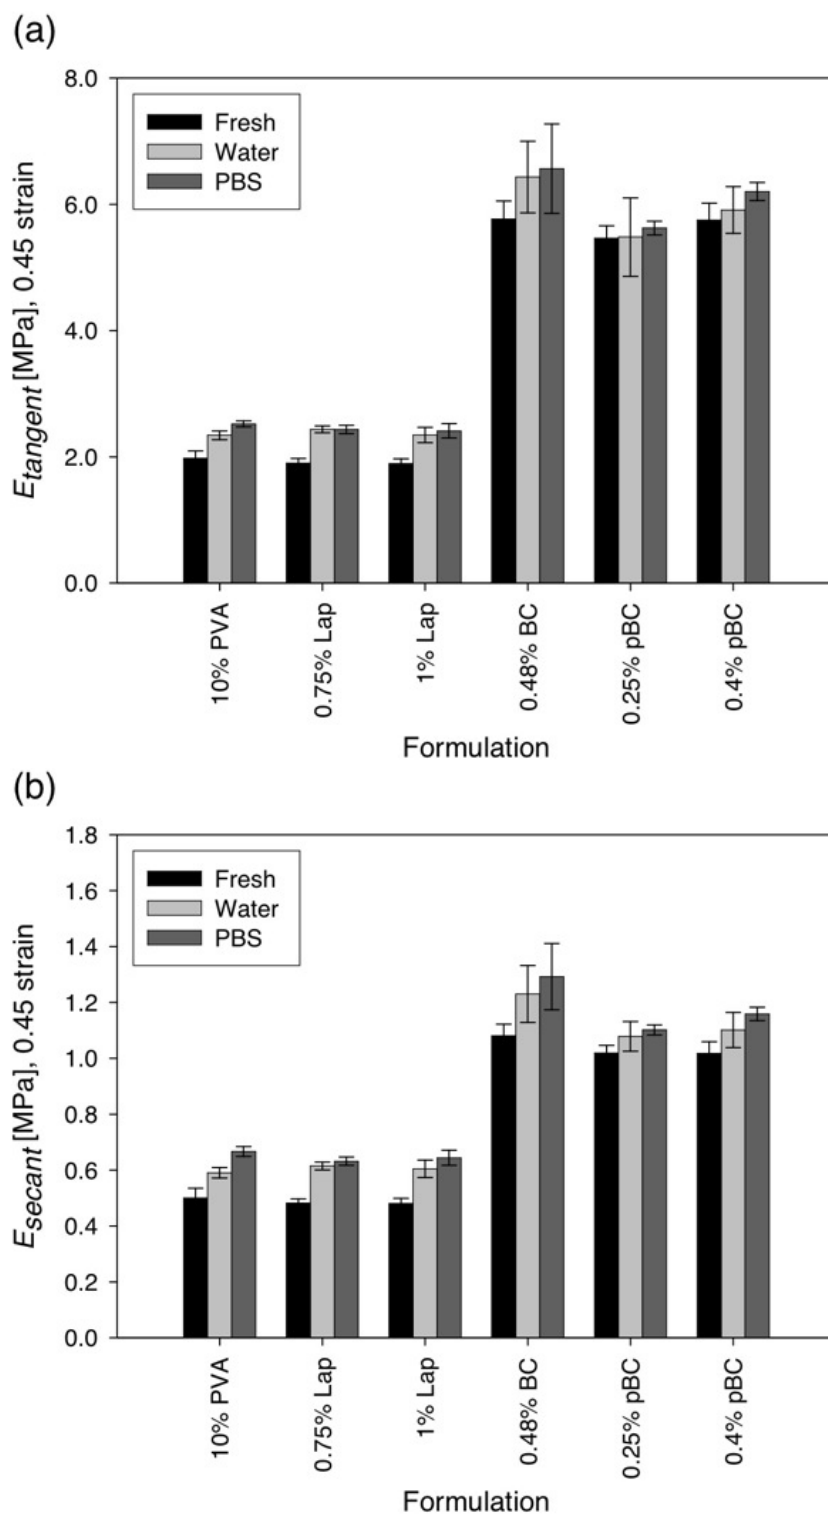 (a)
E_tangent [MPa], 0.45 strain
8.0
6.0
4.0
2.0
0.0
Fresh
Water
PBS
10% PVA
0.75% Lap
1% Lap
0.48% BC
0.25% pBC
0.4% pBC
Formulation
(b)
E_secant [MPa], 0.45 strain
1.8
1.6
1.4
1.2
1.0
0.8
0.6
0.4
0.2
0.0
Fresh
Water
PBS
10% PVA
0.75% Lap
1% Lap
0.48% BC
0.25% pBC
0.4% pBC
Formulation